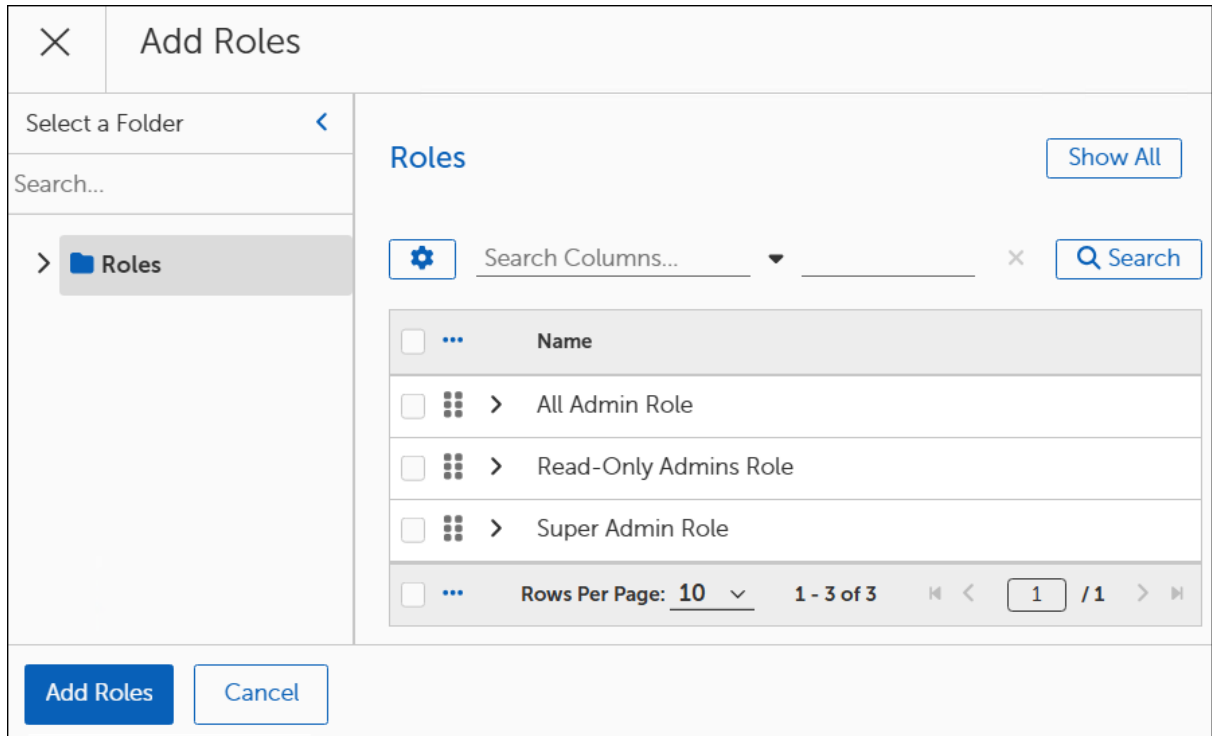 Add Roles
Select a Folder
Search...
Roles
Roles
Show All
Search Columns...
Search
Name
All Admin Role
Read-Only Admins Role
Super Admin Role
Rows Per Page: 10 1 - 3 of 3 1 / 1
Add Roles Cancel